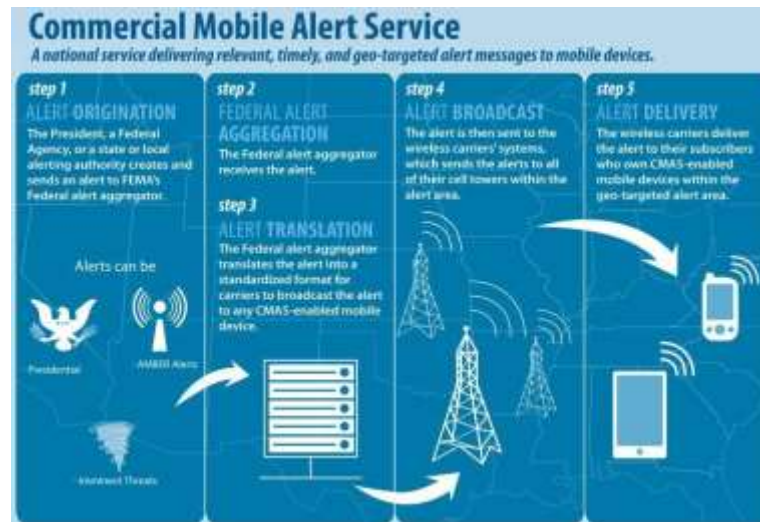 Commercial Mobile Alert Service
A national service delivering relevant, timely, and geo-targeted alert messages to mobile devices.
step 1
ALERT ORIGINATION
The President, a Federal
Agency, or a state or local
alerting authority creates and
sends an alert to FEMA's
Federal alert aggregator.
Alerts can be
Presidential
AMBER Alerts
Imminent Threats
step 2
FEDERAL ALERT
AGGREGATION
The Federal alert aggregator
receives the alert.
step 3
ALERT TRANSLATION
The Federal alert aggregator
translates the alert into a
standardized format for
carriers to broadcast the alert
to any CMAS-enabled mobile
device.
step 4
ALERT BROADCAST
The alert is then sent to the
wireless carriers' systems,
which sends the alerts to all
of their cell towers within the
alert area.
step 5
ALERT DELIVERY
The wireless carriers deliver
the alert to their subscribers
who own CMAS-enabled
mobile devices within the
geo-targeted alert area.